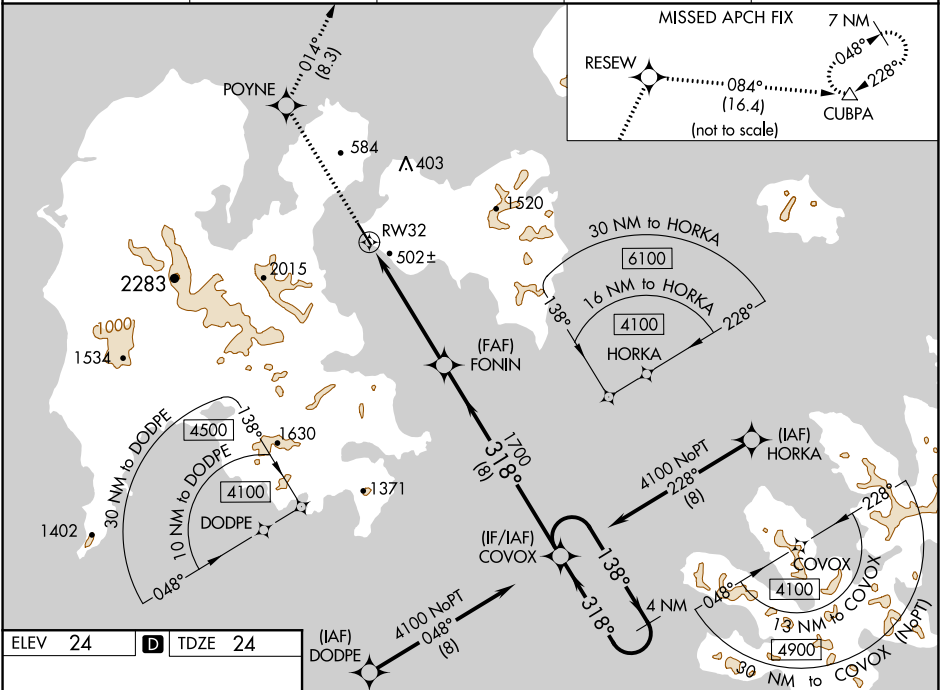 MISSED APCH FIX
7 NM
RESEW
048°
228°
084°
(16.4)
CUBPA
(not to scale)
014°
(8.3)
POYNE
584
403
1520
RW32
502±
30 NM to HORKA
6100
2283
2015
16 NM to HORKA
138°
228°
4100
HORKA
1000
1534
(FAF)
FONIN
30 NM to DODPE
4500
138°
1630
10 NM to DODPE
4100
1371
DODPE
1402
048°
1700
318°
(8)
(IAF)
HORKA
4100 NoPT
228°
(8)
(IF/IAF)
COVOX
138°
318°
4 NM
228°
COVOX
048°
4100
13 NM to COVOX
4900
30 NM to COVOX (NoPT)
4100 NoPT
048°
(8)
(IAF)
DODPE
ELEV 24 D TDZE 24